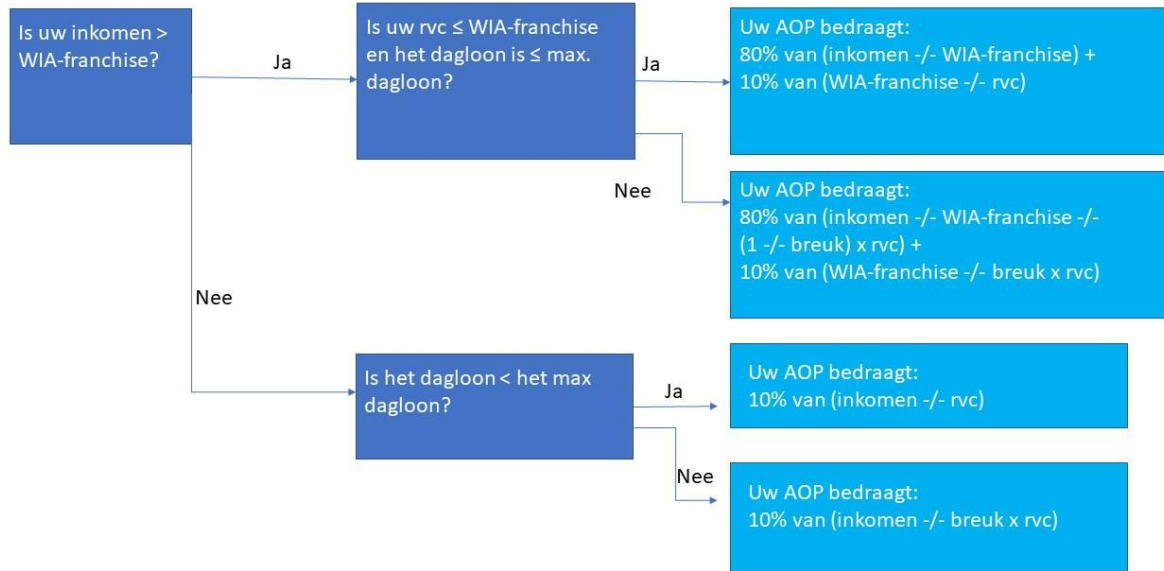 Is uw inkomen >
WIA-franchise?
Ja
Is uw rvc ≤ WIA-franchise
en het dagloon is ≤ max.
dagloon?
Ja
Uw AOP bedraagt:
80% van (inkomen -/- WIA-franchise) +
10% van (WIA-franchise -/- rvc)
Nee
Uw AOP bedraagt:
80% van (inkomen -/- WIA-franchise -/-
(1 -/- breuk) x rvc) +
10% van (WIA-franchise -/- breuk x rvc)
Nee
Is het dagloon < het max
dagloon?
Ja
Uw AOP bedraagt:
10% van (inkomen -/- rvc)
Nee
Uw AOP bedraagt:
10% van (inkomen -/- breuk x rvc)